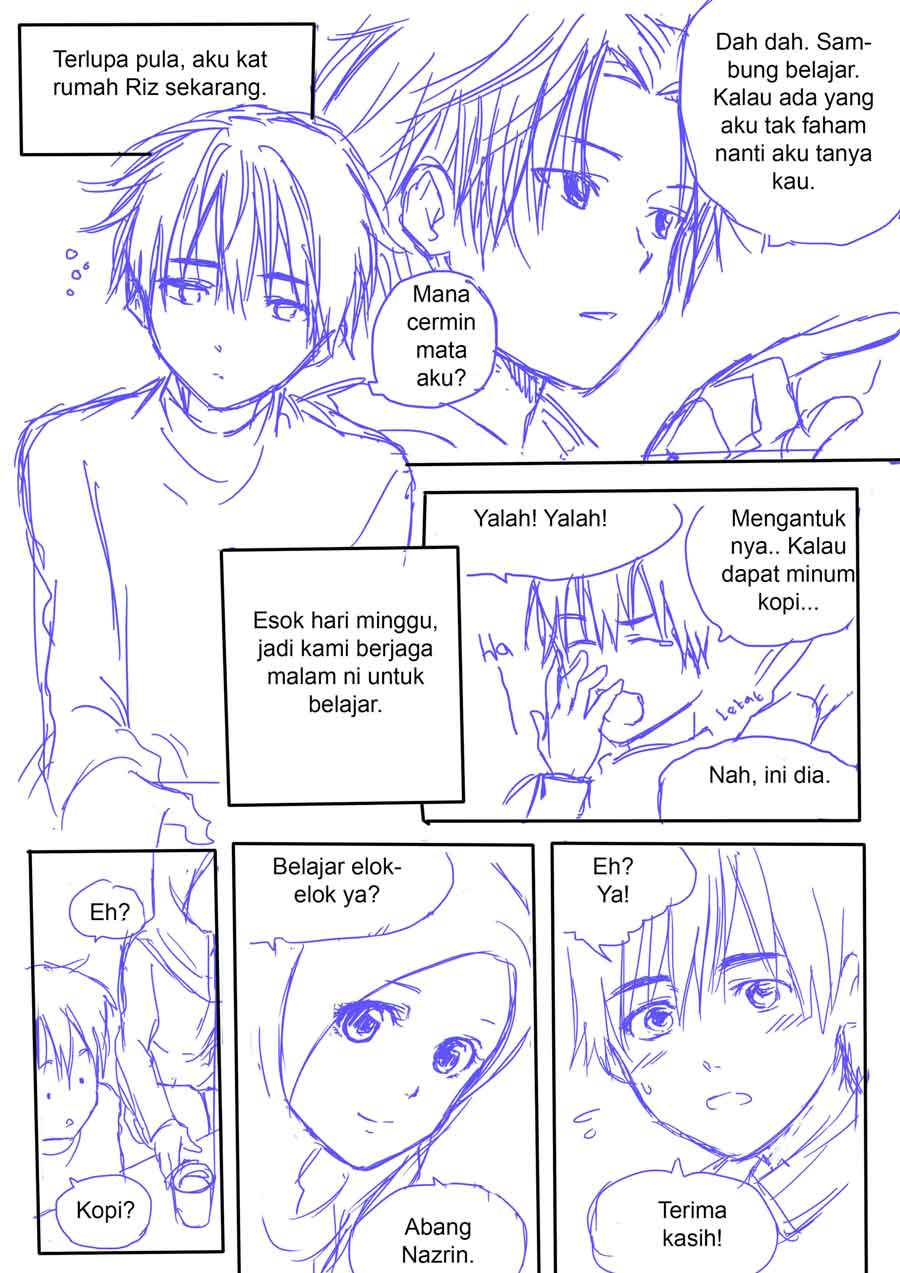 Terlupa pula, aku kat
rumah Riz sekarang.
Dah dah. Sam-
bung belajar.
Kalau ada yang
aku tak faham
nanti aku tanya
kau.
Mana
cermin
mata
aku?
Yalah! Yalah!
Mengantuk
nya.. Kalau
dapat minum
kopi...
Ha
Letak
Nah, ini dia.
Esok hari minggu,
jadi kami berjaga
malam ni untuk
belajar.
Eh?
Kopi?
Belajar elok-
elok ya?
Abang
Nazrin.
Eh?
Ya!
Terima
kasih!